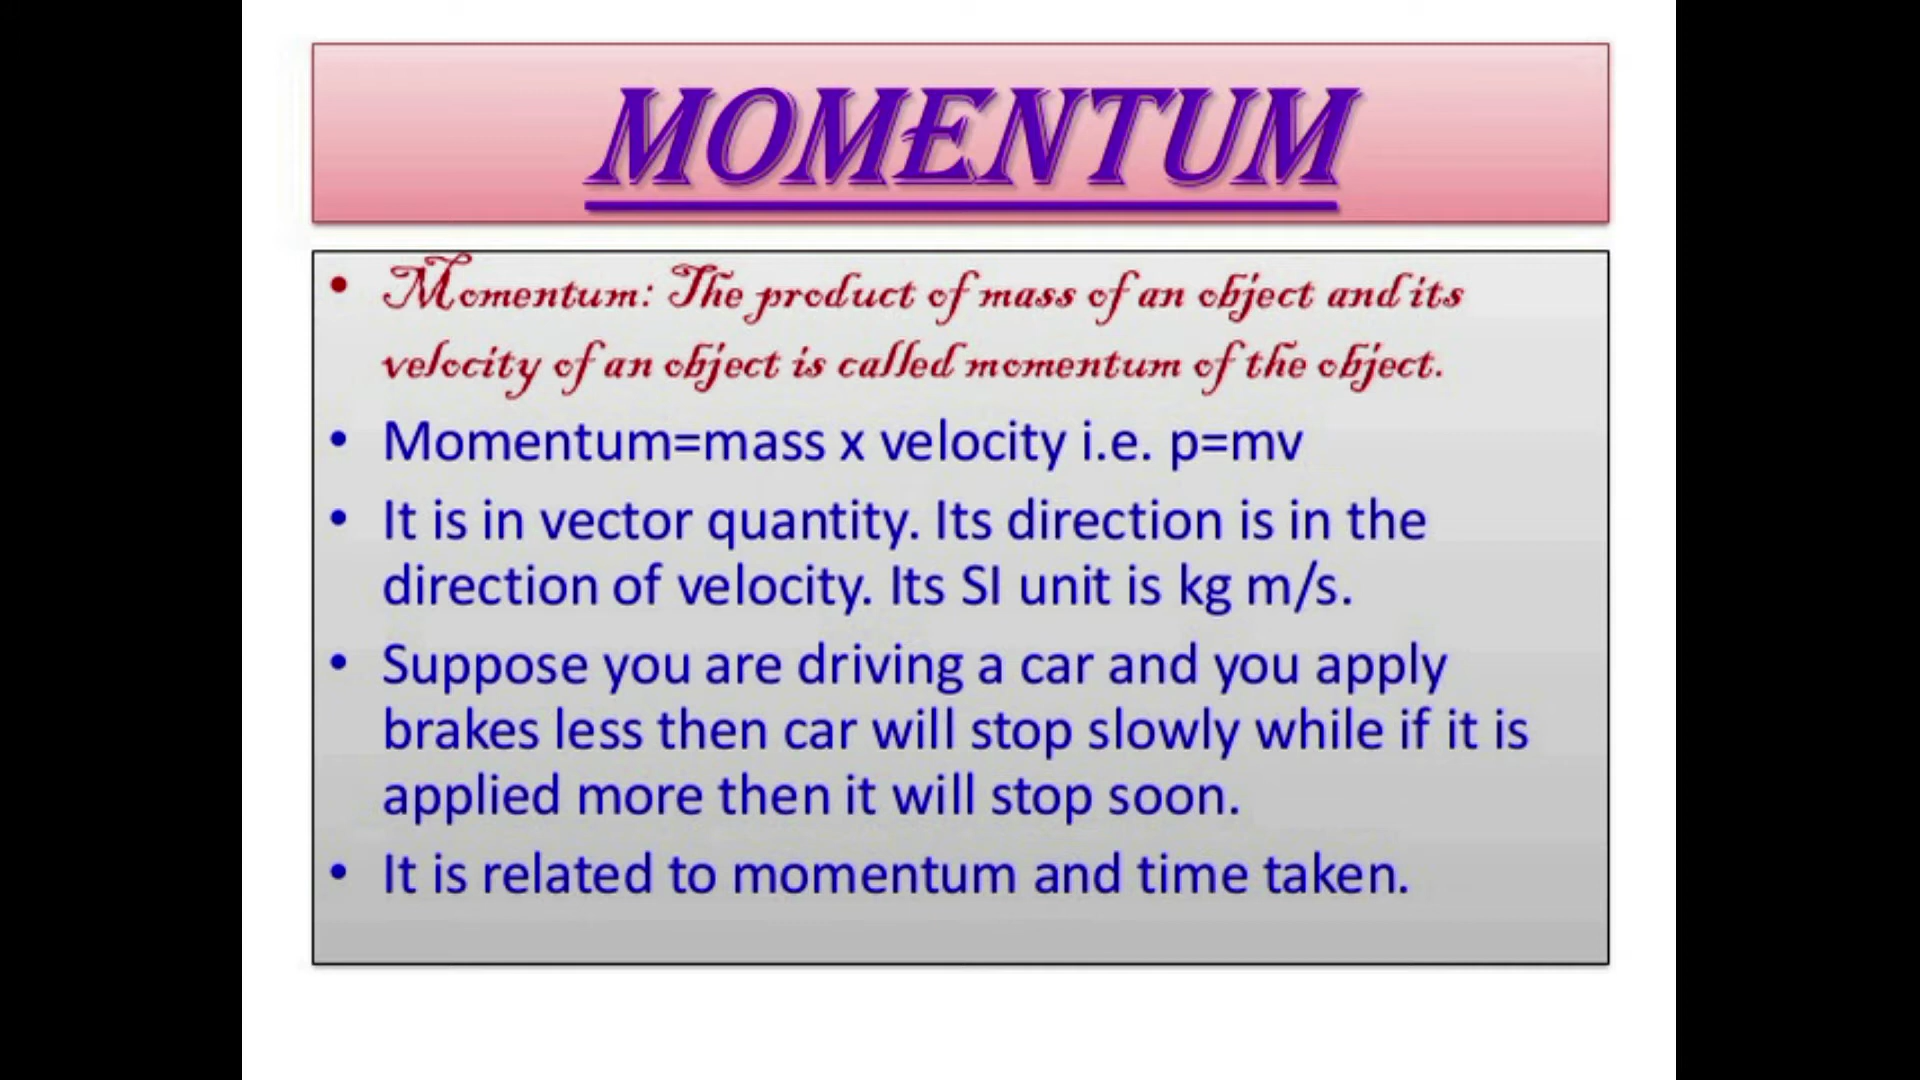 MOMENTUM
• Momentum: The product of mass of an object and its
velocity of an object is called momentum of the object.
• Momentum=mass x velocity i.e. p=mv
• It is in vector quantity. Its direction is in the
direction of velocity. Its SI unit is kg m/s.
• Suppose you are driving a car and you apply
brakes less then car will stop slowly while if it is
applied more then it will stop soon.
• It is related to momentum and time taken.